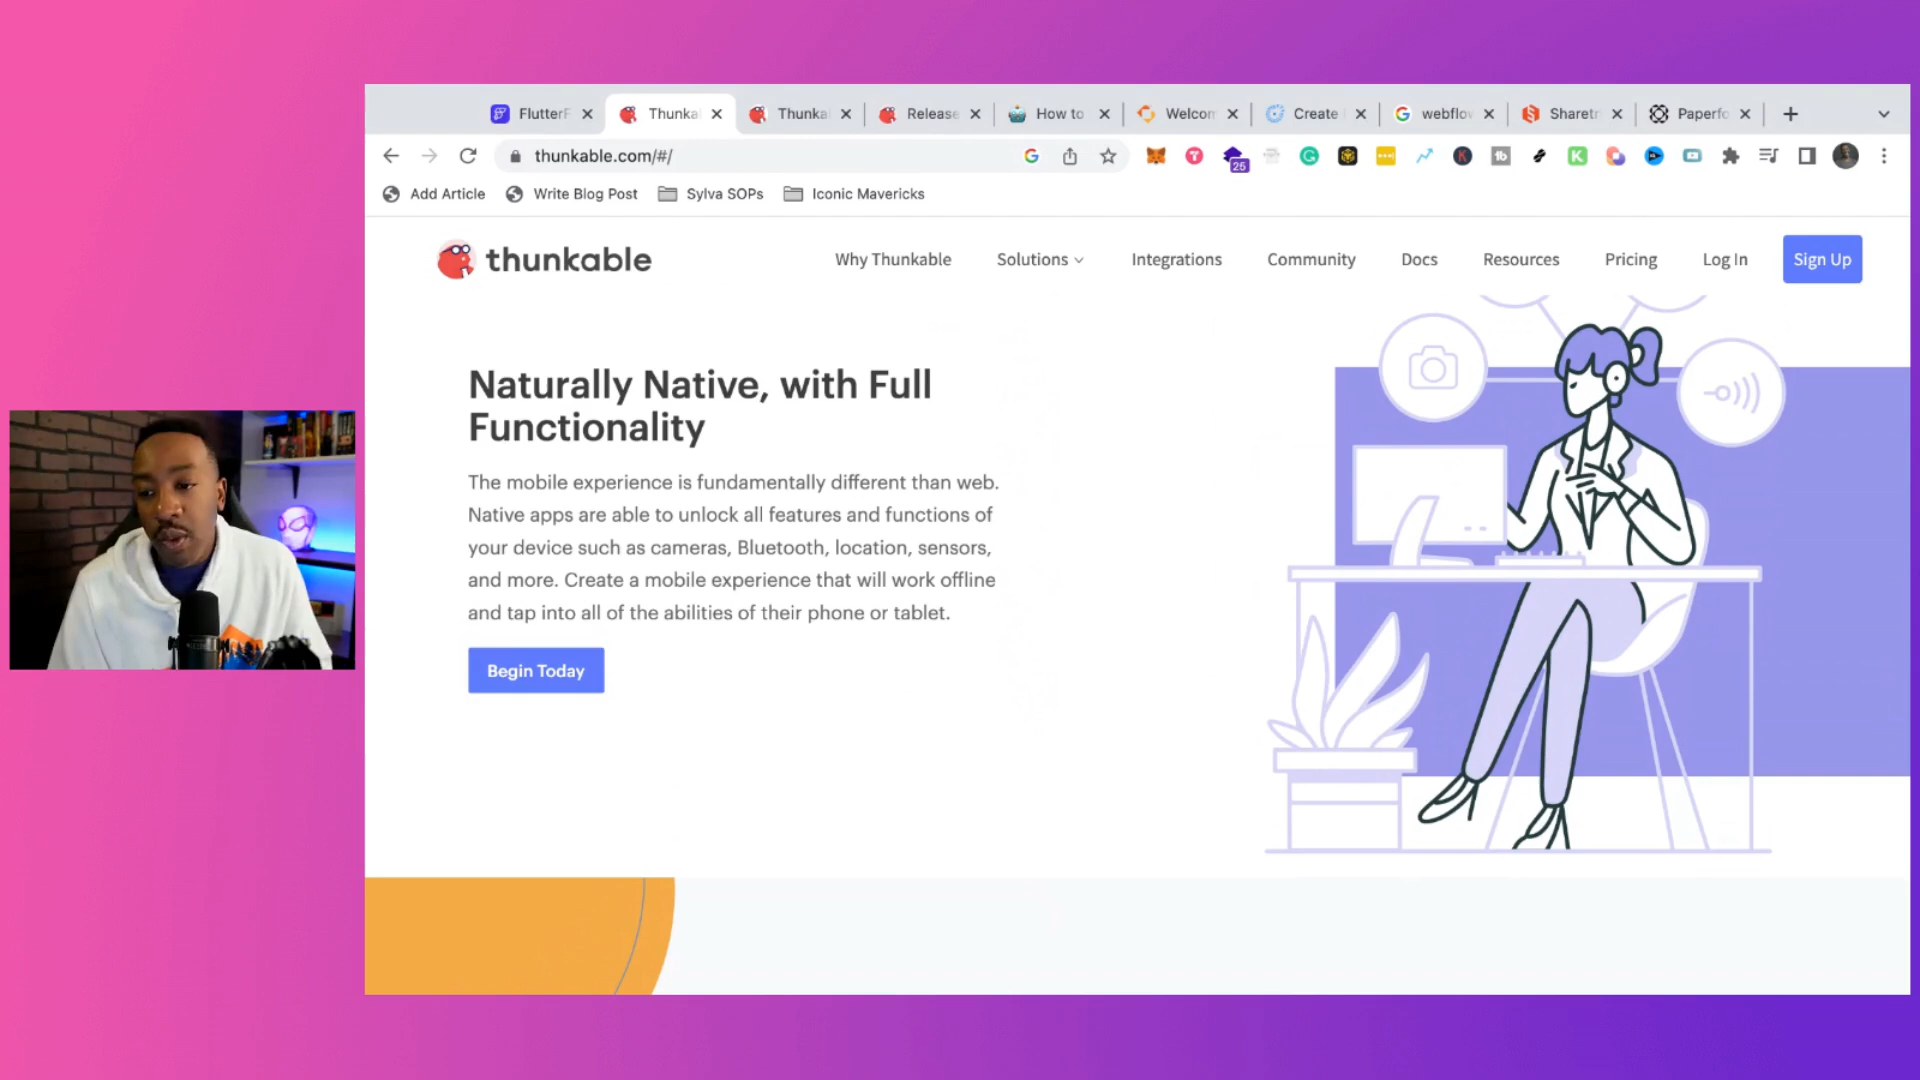 FlutterF
Thunka
Thunka
Release
How to
Welcom
Create
webflov
Sharetr
Paperfo
thunkable.com/#/
25
Add Article
Write Blog Post
Sylva SOPs
Iconic Mavericks
thunkable
Why Thunkable
Solutions
Integrations
Community
Docs
Resources
Pricing
Log In
Sign Up
Naturally Native, with Full
Functionality
The mobile experience is fundamentally different than web.
Native apps are able to unlock all features and functions of
your device such as cameras, Bluetooth, location, sensors,
and more. Create a mobile experience that will work offline
and tap into all of the abilities of their phone or tablet.
Begin Today